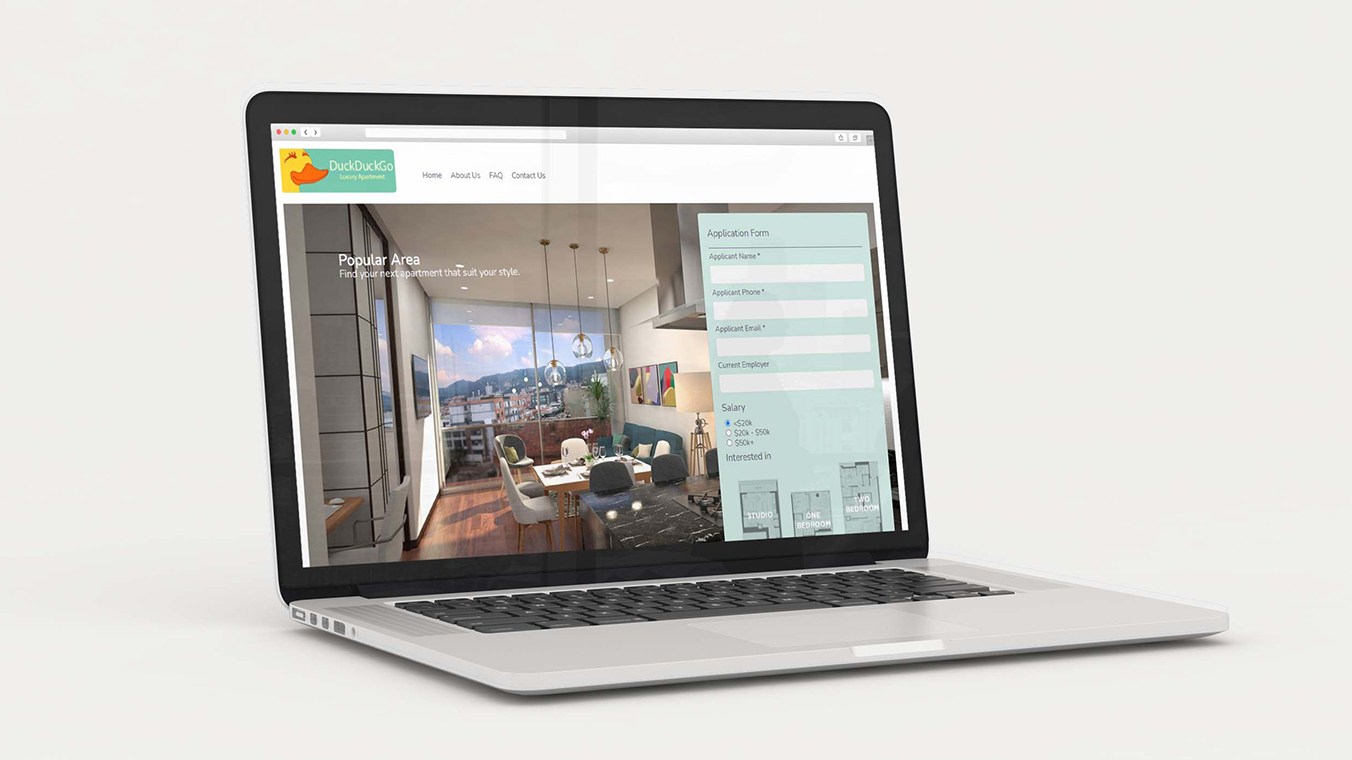 DuckDuckGo
Luxury Apartment
Home About Us FAQ Contact Us
Popular Area
Find your next apartment that suit your style.
Application Form
Applicant Name *
Applicant Phone *
Applicant Email *
Current Employer
Salary
<$20k
$20k - $50k
$50k+
Interested in
STUDIO
ONE
BEDROOM
TWO
BEDROOM